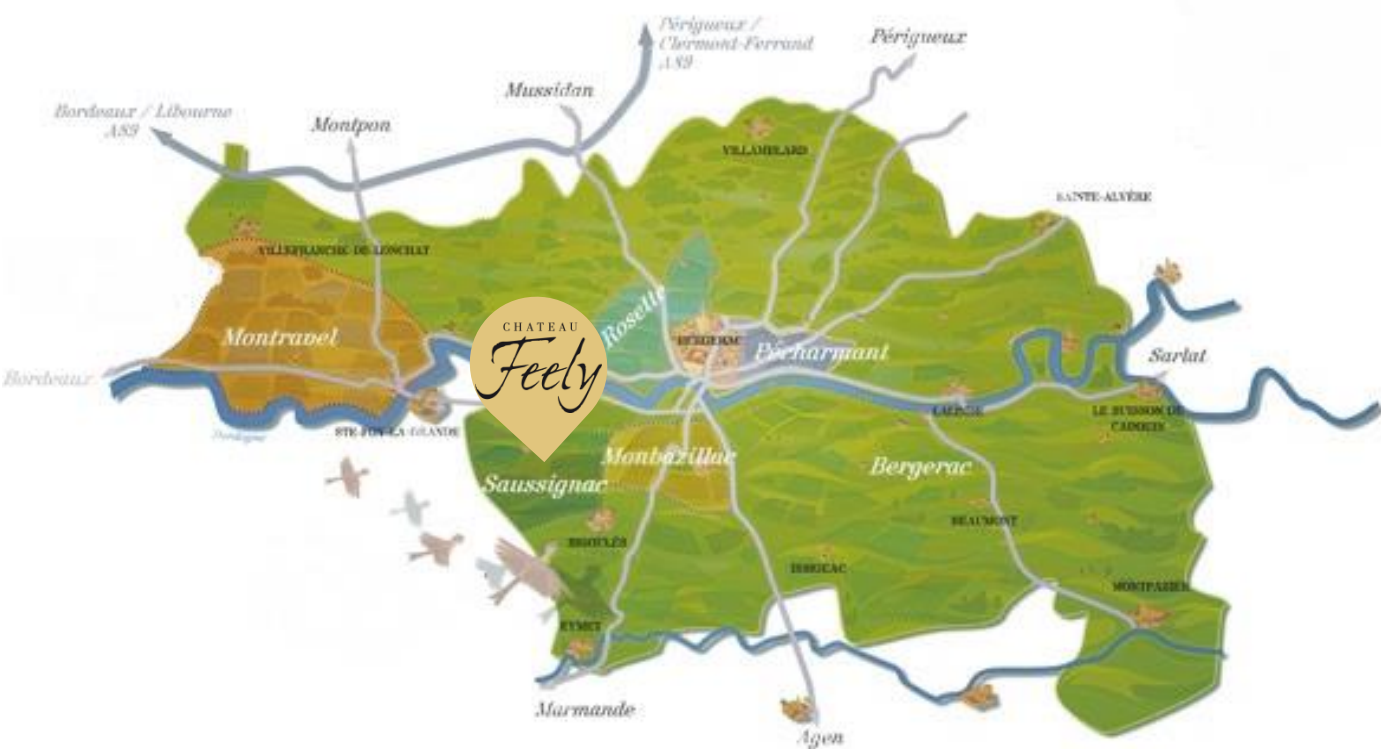 Périgueux /
Clermont-Ferrand
A89
Périgueux
Mussidan
Bordeaux / Libourne
A89
Montpon
VILLAMBLARD
SAINTE-ALVÈRE
VILLEFRANCHE-DE-LONCHAT
Rosette
CHATEAU
Feely
Montravel
BERGERAC
Pécharmant
Sarlat
Bordeaux
LALINDE
LE BUISSON DE
CADOUIN
Dordogne
STE-FOY-LA-GRANDE
Monbazillac
Bergerac
Saussignac
BEAUMONT
SIGOULÈS
ISSIGEAC
MONTPAZIER
EYMET
Marmande
Agen